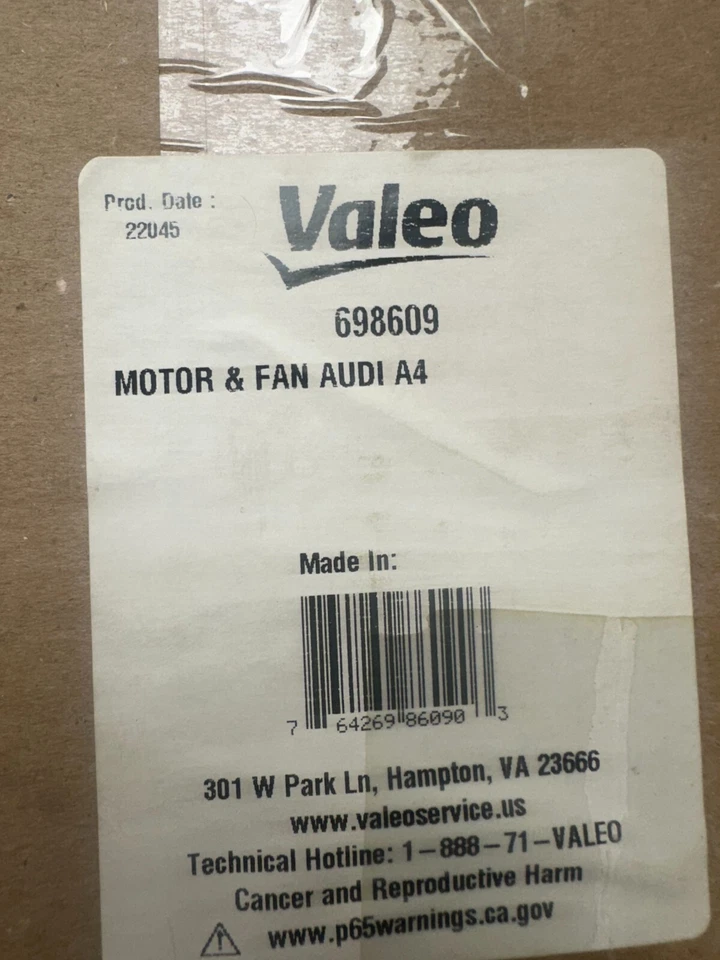 Prod. Date :
22045
Valeo
698609
MOTOR & FAN AUDI A4
Made In:
7 64269 86090 3
301 W Park Ln, Hampton, VA 23666
www.valeoservice.us
Technical Hotline: 1-888-71-VALEO
Cancer and Reproductive Harm
www.p65warnings.ca.gov